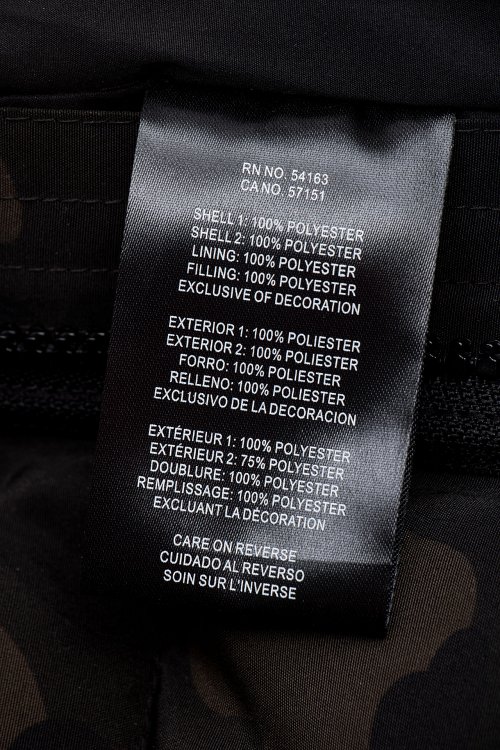 RN NO. 54163
CA NO. 57151
SHELL 1: 100% POLYESTER
SHELL 2: 100% POLYESTER
LINING: 100% POLYESTER
FILLING: 100% POLYESTER
EXCLUSIVE OF DECORATION
EXTERIOR 1: 100% POLIESTER
EXTERIOR 2: 100% POLIESTER
FORRO: 100% POLIESTER
RELLENO: 100% POLIESTER
EXCLUSIVO DE LA DECORACION
EXTÉRIEUR 1: 100% POLYESTER
EXTÉRIEUR 2: 75% POLYESTER
DOUBLURE: 100% POLYESTER
REMPLISSAGE: 100% POLYESTER
EXCLUANT LA DÉCORATION
CARE ON REVERSE
CUIDADO AL REVERSO
SOIN SUR L'INVERSE